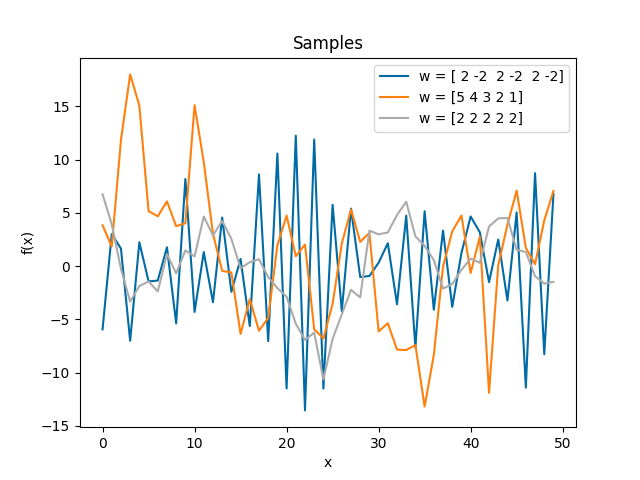 Samples
w = [ 2 -2  2 -2  2 -2]
w = [5 4 3 2 1]
w = [2 2 2 2 2]
f(x)
15
10
5
0
−5
−10
−15
0 10 20 30 40 50
x